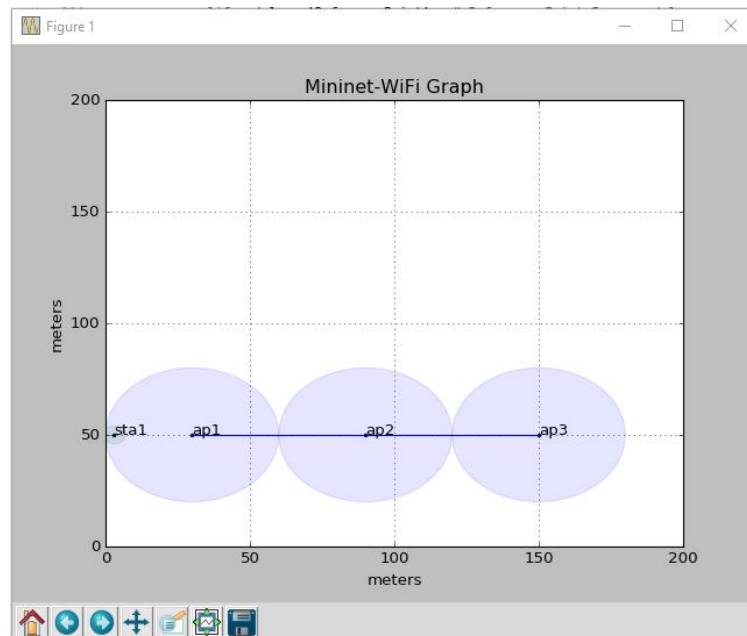 Figure 1
Mininet-WiFi Graph
200
150
meters
100
sta1 ap1 ap2 ap3
50
0
0 50 100 150 200
meters